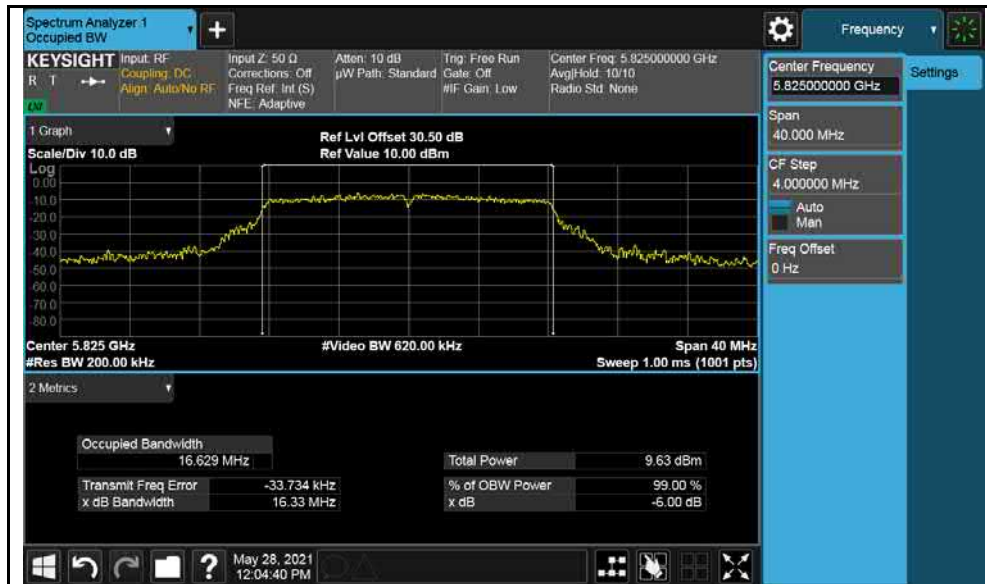 Spectrum Analyzer 1
Occupied BW
+
Frequency
KEYSIGHT
R T
Input: RF
Coupling: DC
Align: Auto/No RF
Input Z: 50 Ω
Corrections: Off
Freq Ref: Int (S)
NFE: Adaptive
Atten: 10 dB
µW Path: Standard
Trig: Free Run
Gate: Off
#IF Gain: Low
Center Freq: 5.825000000 GHz
Avg|Hold: 10/10
Radio Std: None
Center Frequency
5.825000000 GHz
Settings
Span
40.000 MHz
CF Step
4.000000 MHz
Auto
Man
Freq Offset
0 Hz
1 Graph
Scale/Div 10.0 dB
Ref Lvl Offset 30.50 dB
Ref Value 10.00 dBm
Log
0.00
-10.0
-20.0
-30.0
-40.0
-50.0
-60.0
-70.0
-80.0
Center 5.825 GHz
#Res BW 200.00 kHz
#Video BW 620.00 kHz
Span 40 MHz
Sweep 1.00 ms (1001 pts)
2 Metrics
Occupied Bandwidth
16.629 MHz
Total Power 9.63 dBm
Transmit Freq Error -33.734 kHz
% of OBW Power 99.00 %
x dB Bandwidth 16.33 MHz
x dB -6.00 dB
?
May 28, 2021
12:04:40 PM